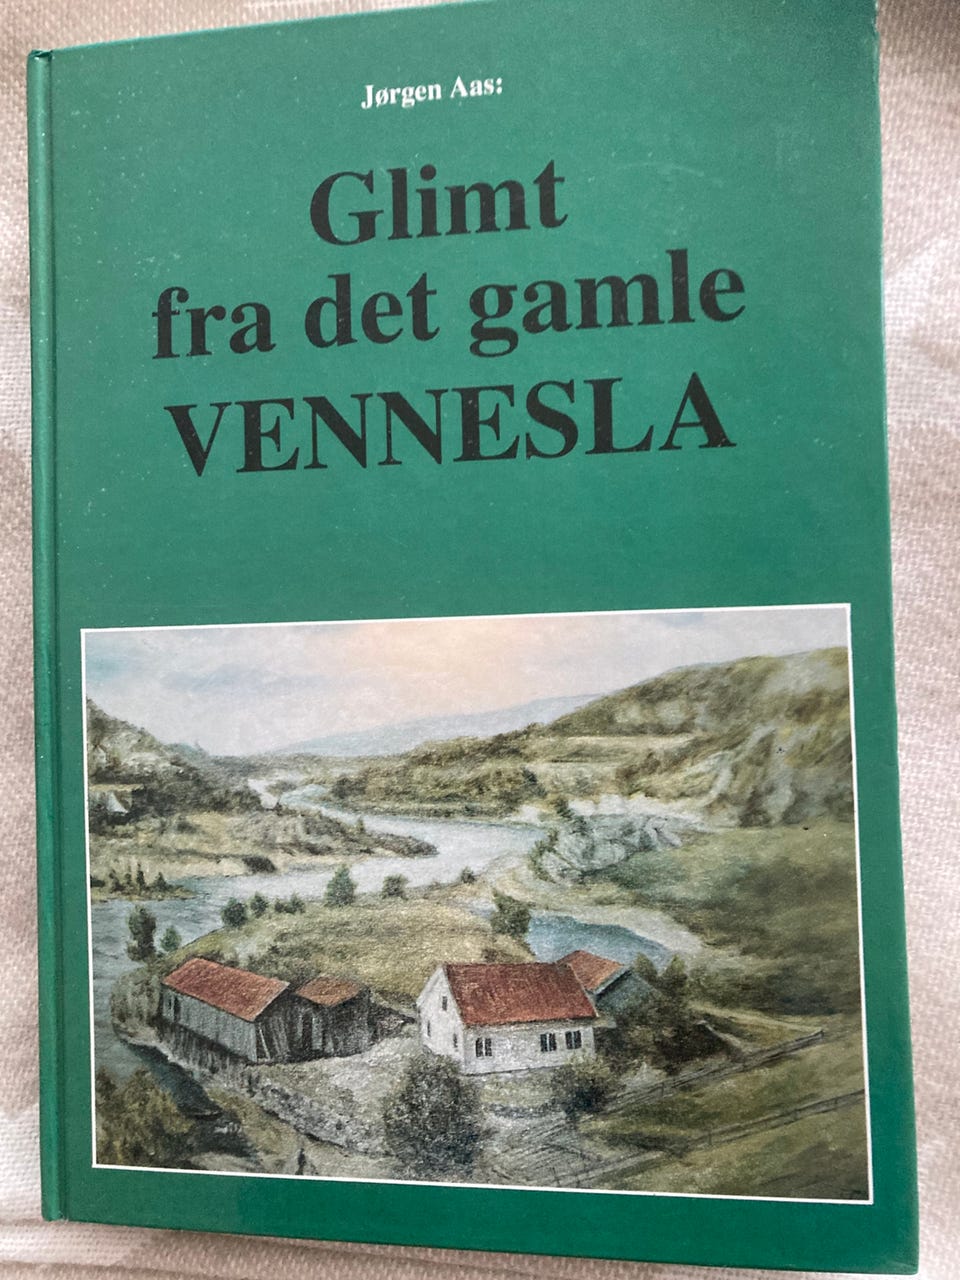 Jørgen Aas:
Glimt
fra det gamle
VENNESLA